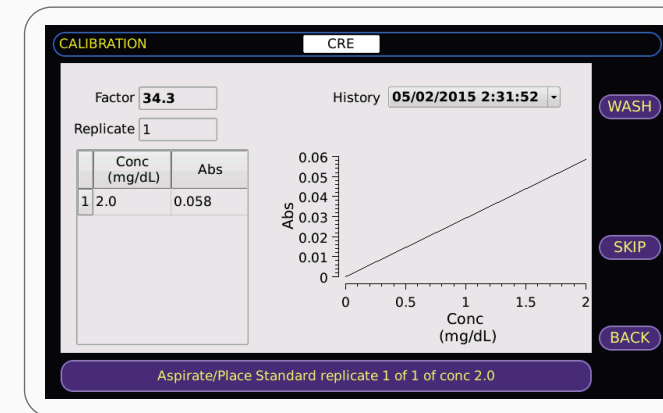 CALIBRATION
CRE
Factor 34.3
History 05/02/2015 2:31:52
WASH
Replicate 1
Conc
(mg/dL)
Abs
1 2.0 0.058
0.06
0.05
0.04
0.03
0.02
0.01
0
Abs
0 0.5 1 1.5 2
Conc
(mg/dL)
SKIP
BACK
Aspirate/Place Standard replicate 1 of 1 of conc 2.0